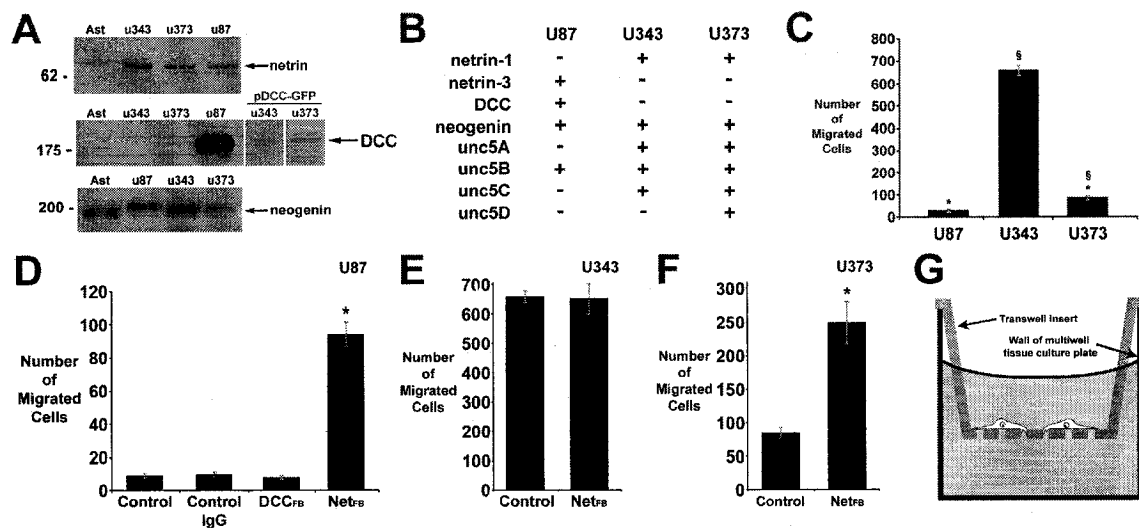 A
Ast u343 u373 u87
62 -
netrin
pDCC-GFP
Ast u343 u373 u87 u343 u373
175 -
DCC
Ast u87 u343 u373
200 -
neogenin
B
U87 U343 U373
netrin-1 - + +
netrin-3 + - -
DCC + - -
neogenin + + +
unc5A - + +
unc5B + + +
unc5C - + +
unc5D - - +
C
Number
of
Migrated
Cells
800
700
600
500
400
300
200
100
0
*
§
§
*
U87 U343 U373
D
U87
Number
of
Migrated
Cells
120
100
80
60
40
20
0
*
Control Control DCCFB NetFB
IgG
E
U343
Number
of
Migrated
Cells
700
600
500
400
300
200
100
0
Control NetFB
F
U373
Number
of
Migrated
Cells
300
250
200
150
100
50
0
*
Control NetFB
G
Transwell insert
Wall of multiwell
tissue culture plate